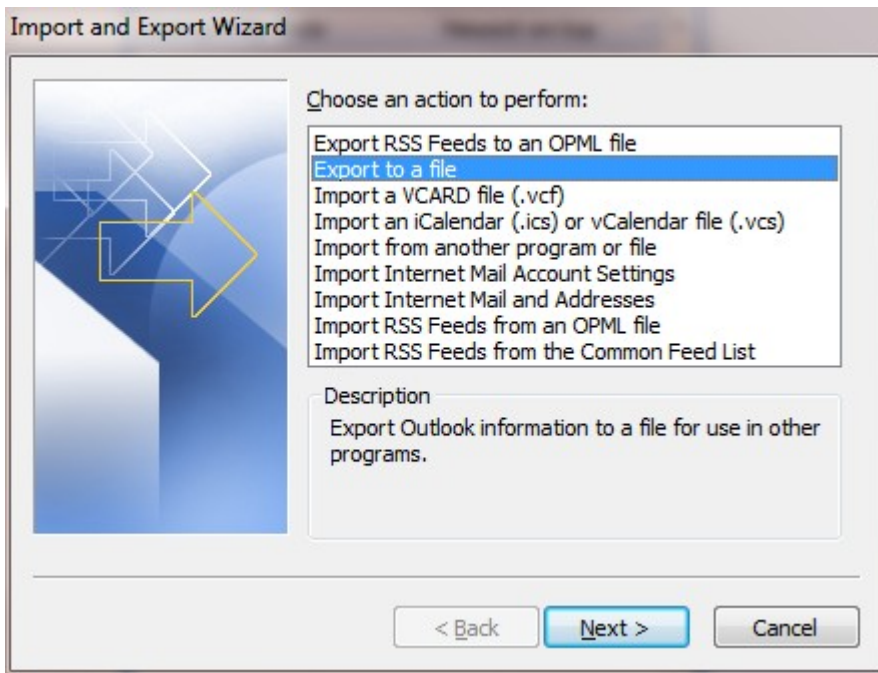 Import and Export Wizard
Choose an action to perform:
Export RSS Feeds to an OPML file
Export to a file
Import a VCARD file (.vcf)
Import an iCalendar (.ics) or vCalendar file (.vcs)
Import from another program or file
Import Internet Mail Account Settings
Import Internet Mail and Addresses
Import RSS Feeds from an OPML file
Import RSS Feeds from the Common Feed List
Description
Export Outlook information to a file for use in other
programs.
< Back
Next >
Cancel